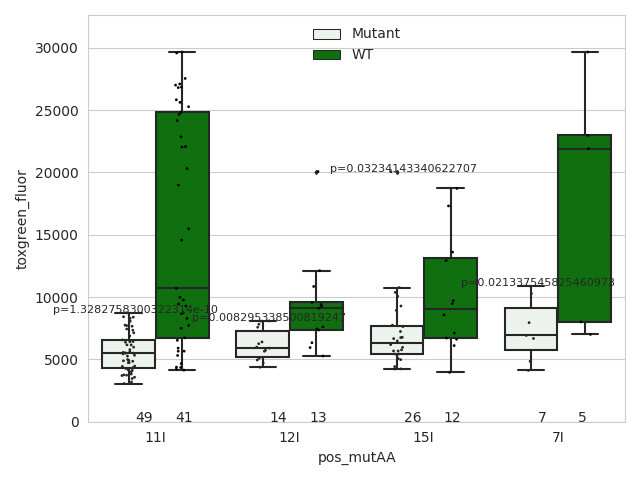 Mutant
WT
toxgreen_fluor
30000
25000
20000
15000
10000
5000
0
p=1.3282758300322314e-10
p=0.008295338500819247
p=0.03234143340622707
p=0.021337545825460973
49 41 14 13 26 12 7 5
11I 12I 15I 7I
pos_mutAA